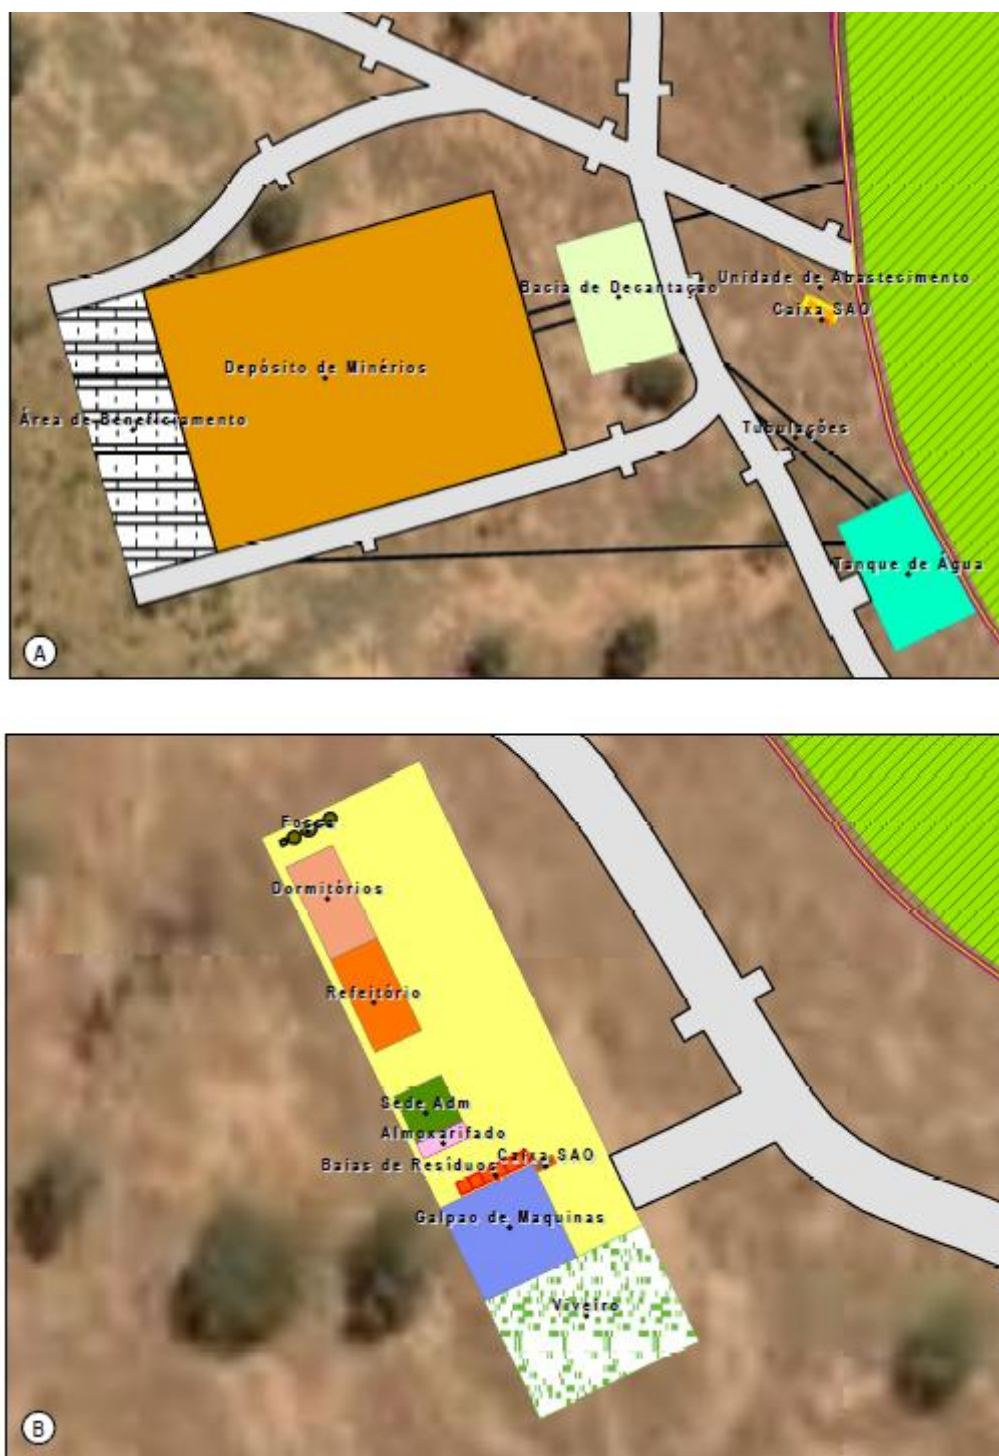 Unidade de Abastecimento
Bacia de Decantação
Caixa SAO
Depósito de Minérios
Área de Beneficiamento
Tubulações
Tanque de Água
A
Fossa
Dormitórios
Refeitório
Sede Adm
Almoxarifado
Caixa SAO
Baias de Resíduos
Galpao de Maquinas
Viveiro
B